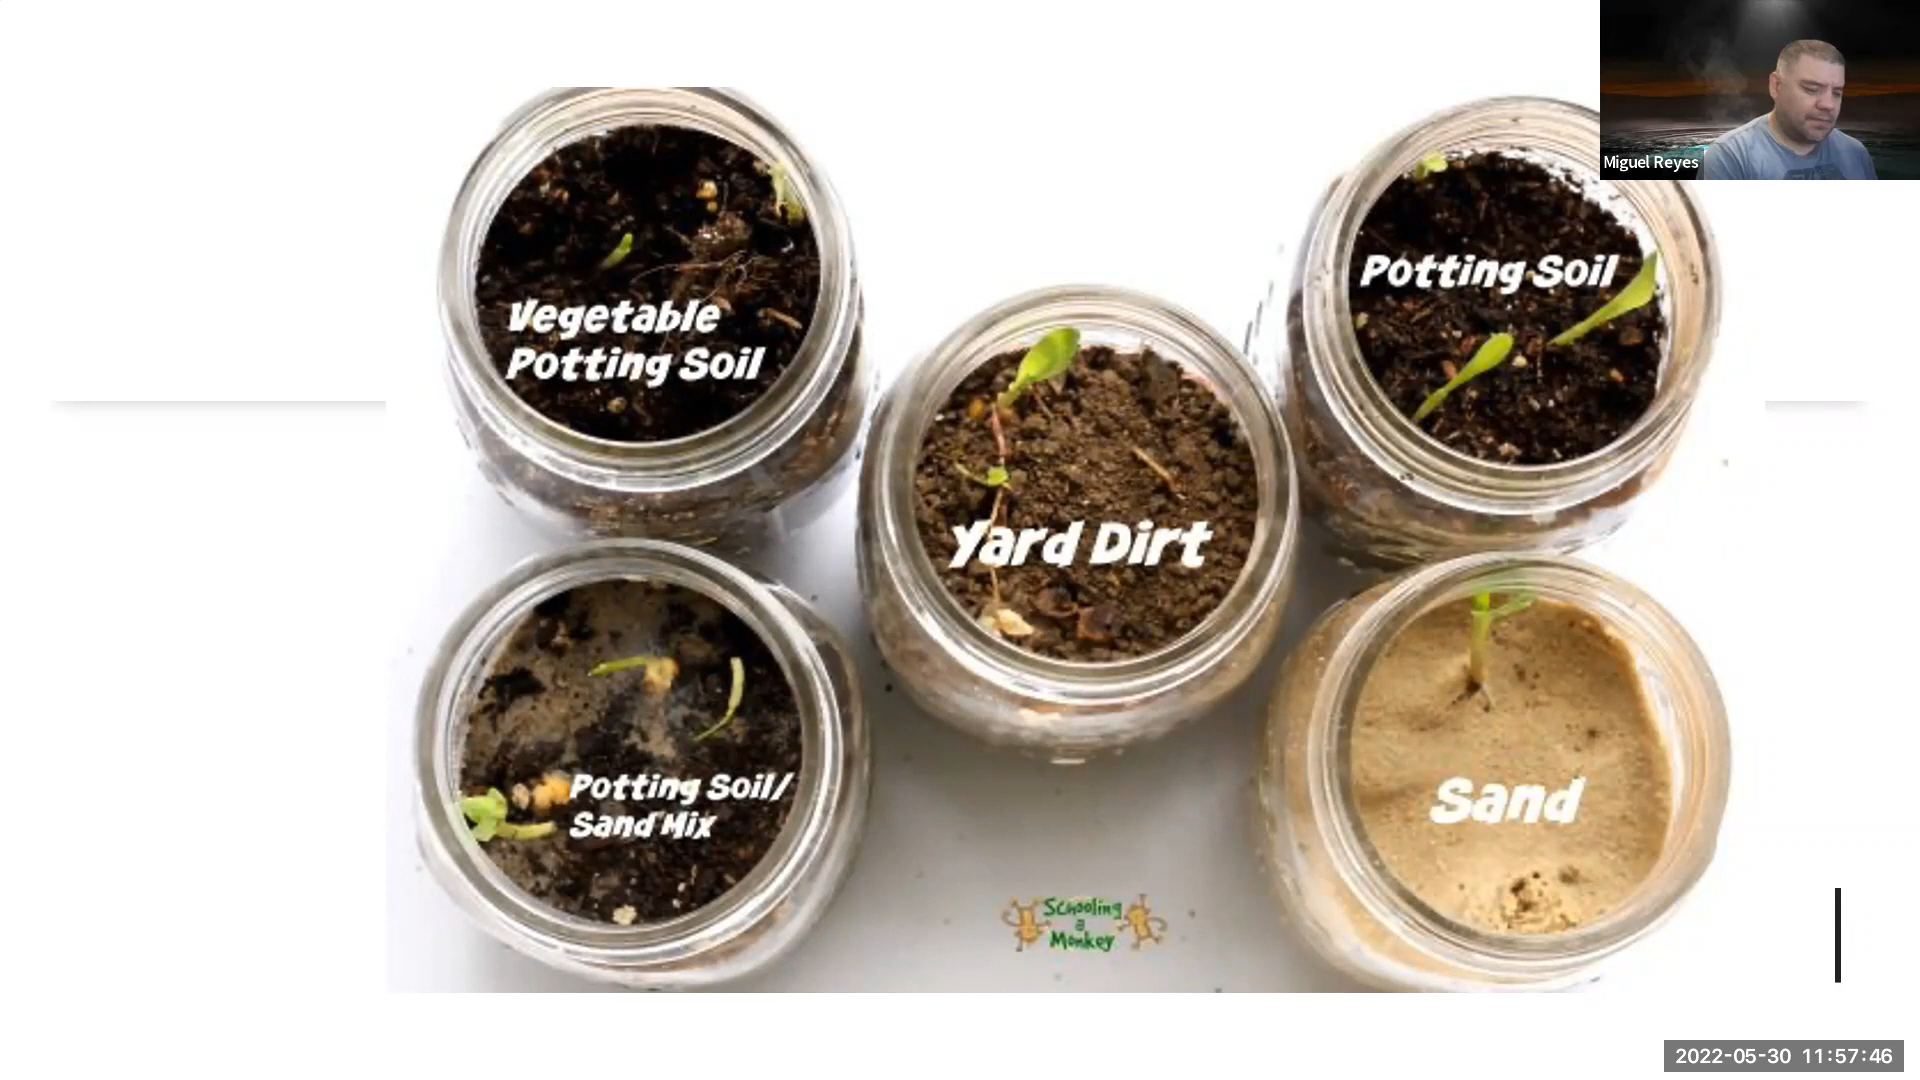 Miguel Reyes
Potting Soil
Vegetable
Potting Soil
Yard Dirt
Potting Soil/
Sand Mix
Sand
Schooling
a
Monkey
2022-05-30 11:57:46